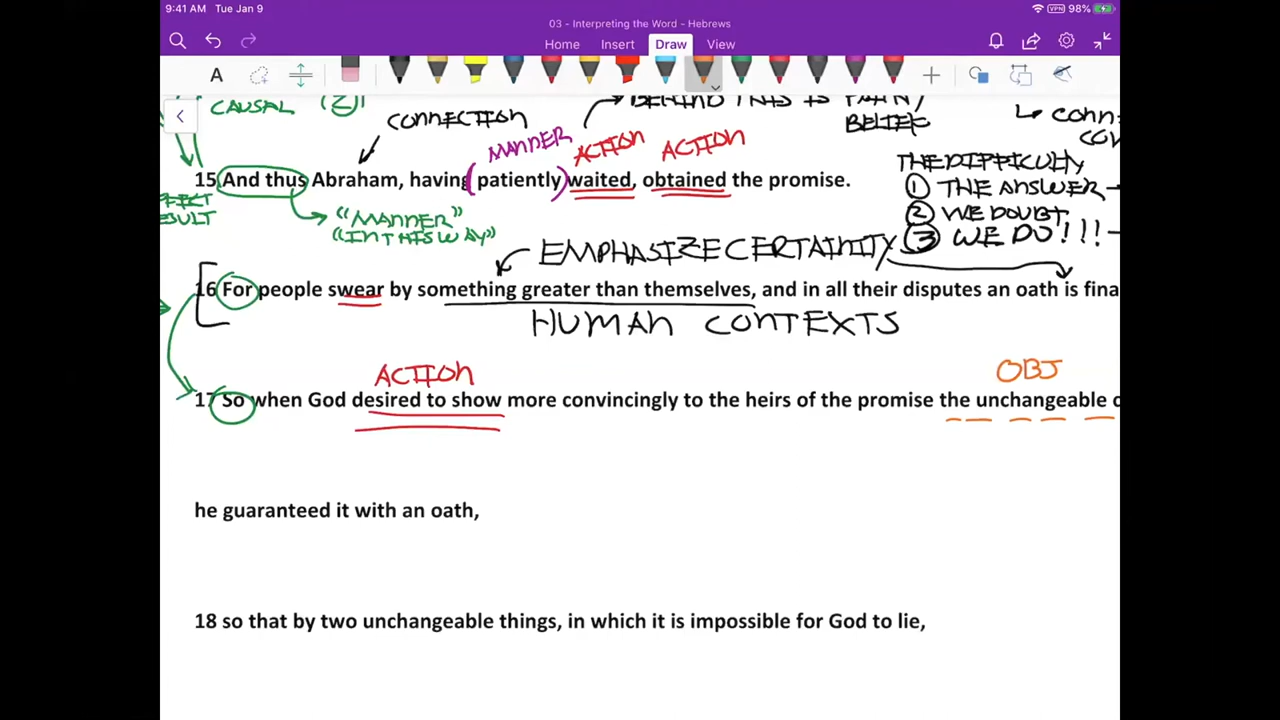 9:41 AM Tue Jan 9
98%
03 - Interpreting the Word - Hebrews
Home Insert Draw View
CAUSAL
CONNECTION
BEHIND THIS IS FAITH/
BELIEF
MANNER
ACTION
ACTION
THE DIFFICULTY
1 THE ANSWER
2 WE DOUBT
3 WE DO!!!
15 And thus Abraham, having (patiently) waited, obtained the promise.
"MANNER"
"(IN THIS WAY)"
EMPHASIZE CERTAINITY
16 For people swear by something greater than themselves, and in all their disputes an oath is fina
HUMAN CONTEXTS
ACTION
OBJ
17 So when God desired to show more convincingly to the heirs of the promise the unchangeable c
he guaranteed it with an oath,
18 so that by two unchangeable things, in which it is impossible for God to lie,